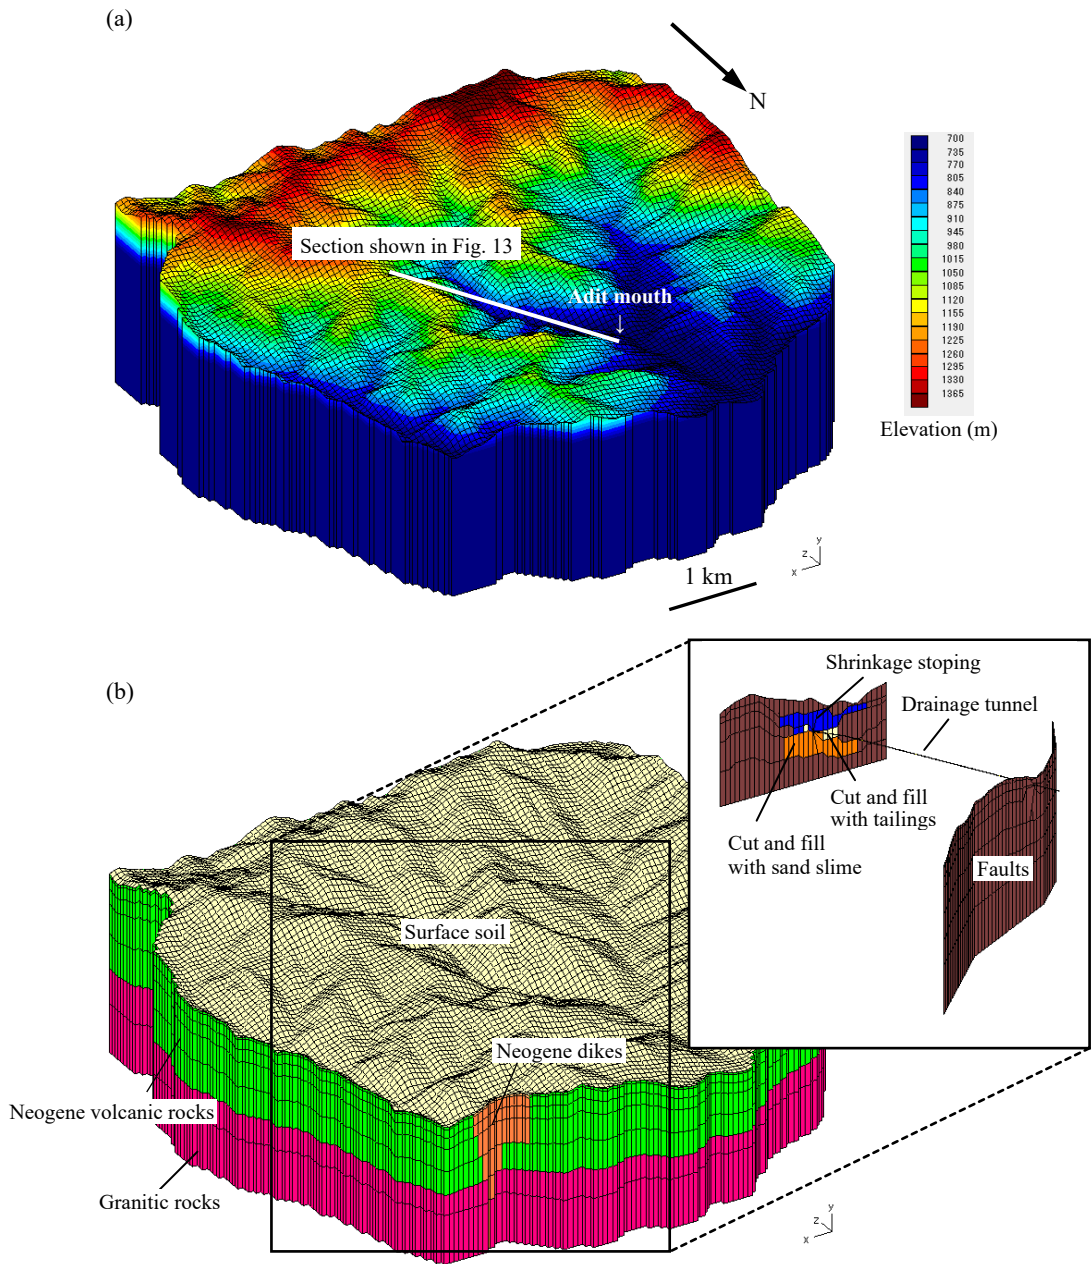 (a)
N
Section shown in Fig. 13
Adit mouth
↓
700
735
770
805
840
875
910
945
980
1015
1050
1085
1120
1155
1190
1225
1260
1295
1330
1365
Elevation (m)
y
z
x
1 km
(b)
Shrinkage stoping
Drainage tunnel
Cut and fill
with tailings
Cut and fill
with sand slime
Faults
Surface soil
Neogene dikes
Neogene volcanic rocks
Granitic rocks
y
z
x